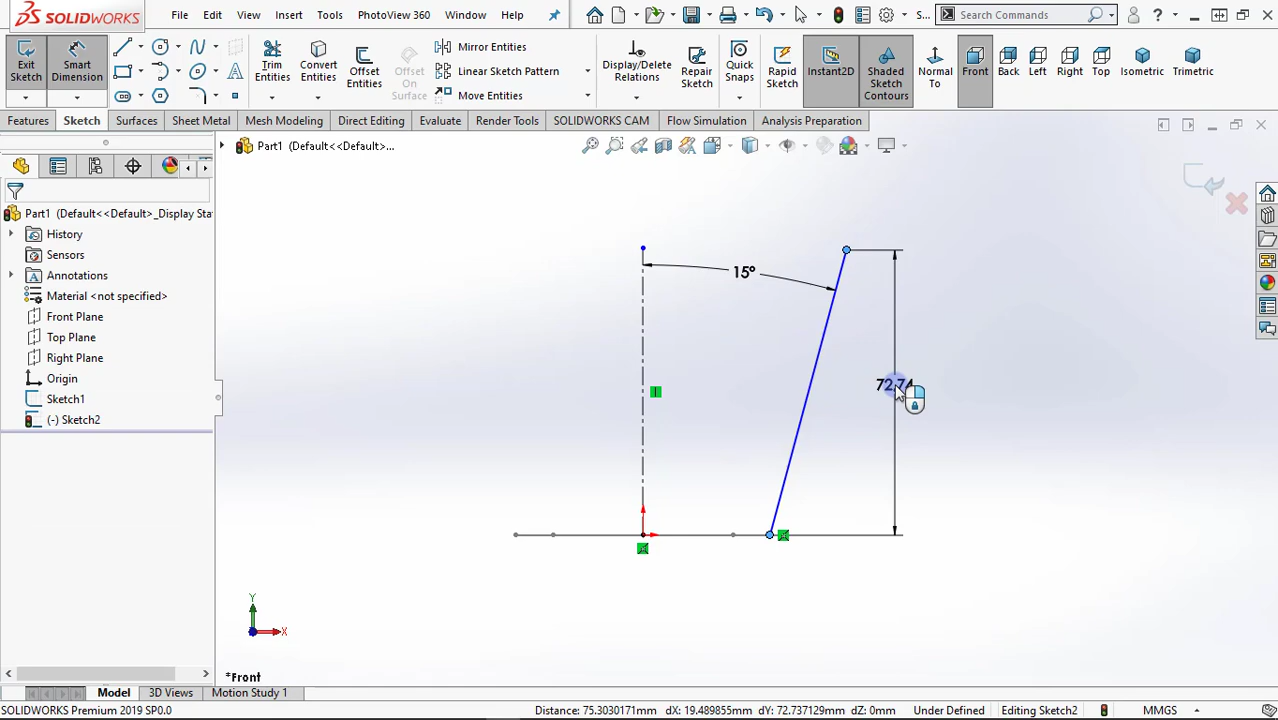 SOLIDWORKS
File Edit View Insert Tools PhotoView 360 Window Help
S...
Search Commands
?
Exit Sketch
Smart Dimension
Trim Entities
Convert Entities
Offset Entities
Offset On Surface
Mirror Entities
Linear Sketch Pattern
Move Entities
Display/Delete Relations
Repair Sketch
Quick Snaps
Rapid Sketch
Instant2D
Shaded Sketch Contours
Normal To
Front
Back
Left
Right
Top
Isometric
Trimetric
Features Sketch Surfaces Sheet Metal Mesh Modeling Direct Editing Evaluate Render Tools SOLIDWORKS CAM Flow Simulation Analysis Preparation
Part1 (Default<<Default>...
Part1 (Default<<Default>_Display Sta
History
Sensors
Annotations
Material <not specified>
Front Plane
Top Plane
Right Plane
Origin
Sketch1
(-) Sketch2
15°
72.74
Y
X
*Front
Model 3D Views Motion Study 1
SOLIDWORKS Premium 2019 SP0.0
Distance: 75.3030171mm dX: 19.489855mm dY: 72.737129mm dZ: 0mm
Under Defined
Editing Sketch2
MMGS